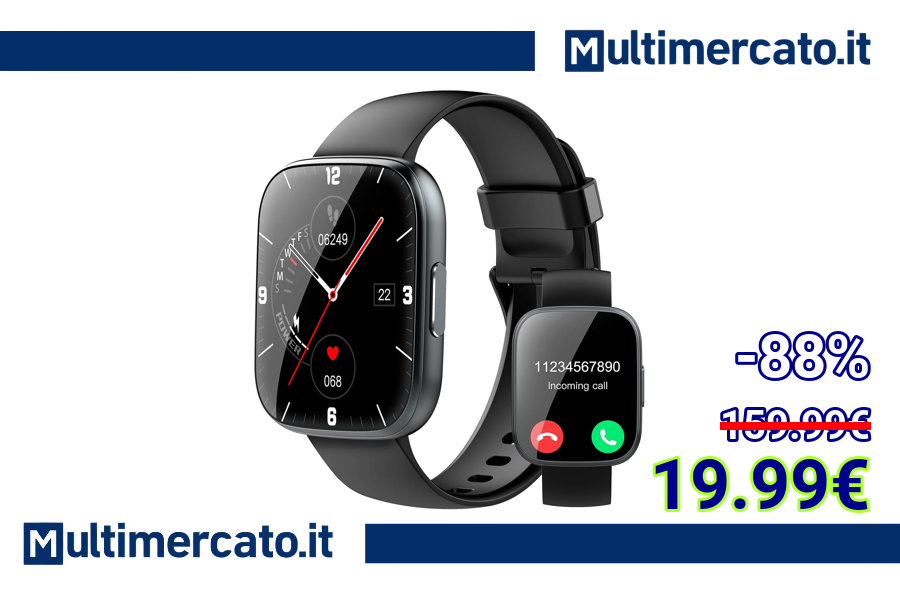 Multimercato.it
12
06249
S
M
T
W
T
F
S
9
22
3
POWER
068
6
11234567890
Incoming call
-88%
159.99€
19.99€
Multimercato.it